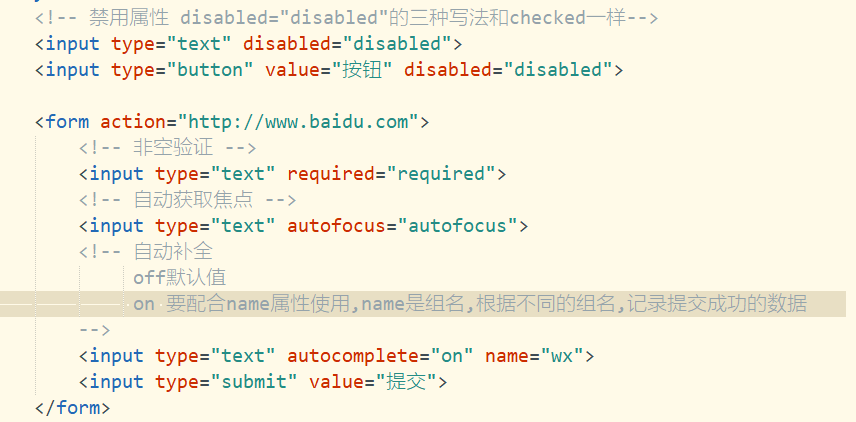 <!-- 禁用属性 disabled="disabled"的三种写法和checked一样-->
<input type="text" disabled="disabled">
<input type="button" value="按钮" disabled="disabled">
<form action="http://www.baidu.com">
<!-- 非空验证 -->
<input type="text" required="required">
<!-- 自动获取焦点 -->
<input type="text" autofocus="autofocus">
<!-- 自动补全
off默认值
on 要配合name属性使用,name是组名,根据不同的组名,记录提交成功的数据
-->
<input type="text" autocomplete="on" name="wx">
<input type="submit" value="提交">
</form>